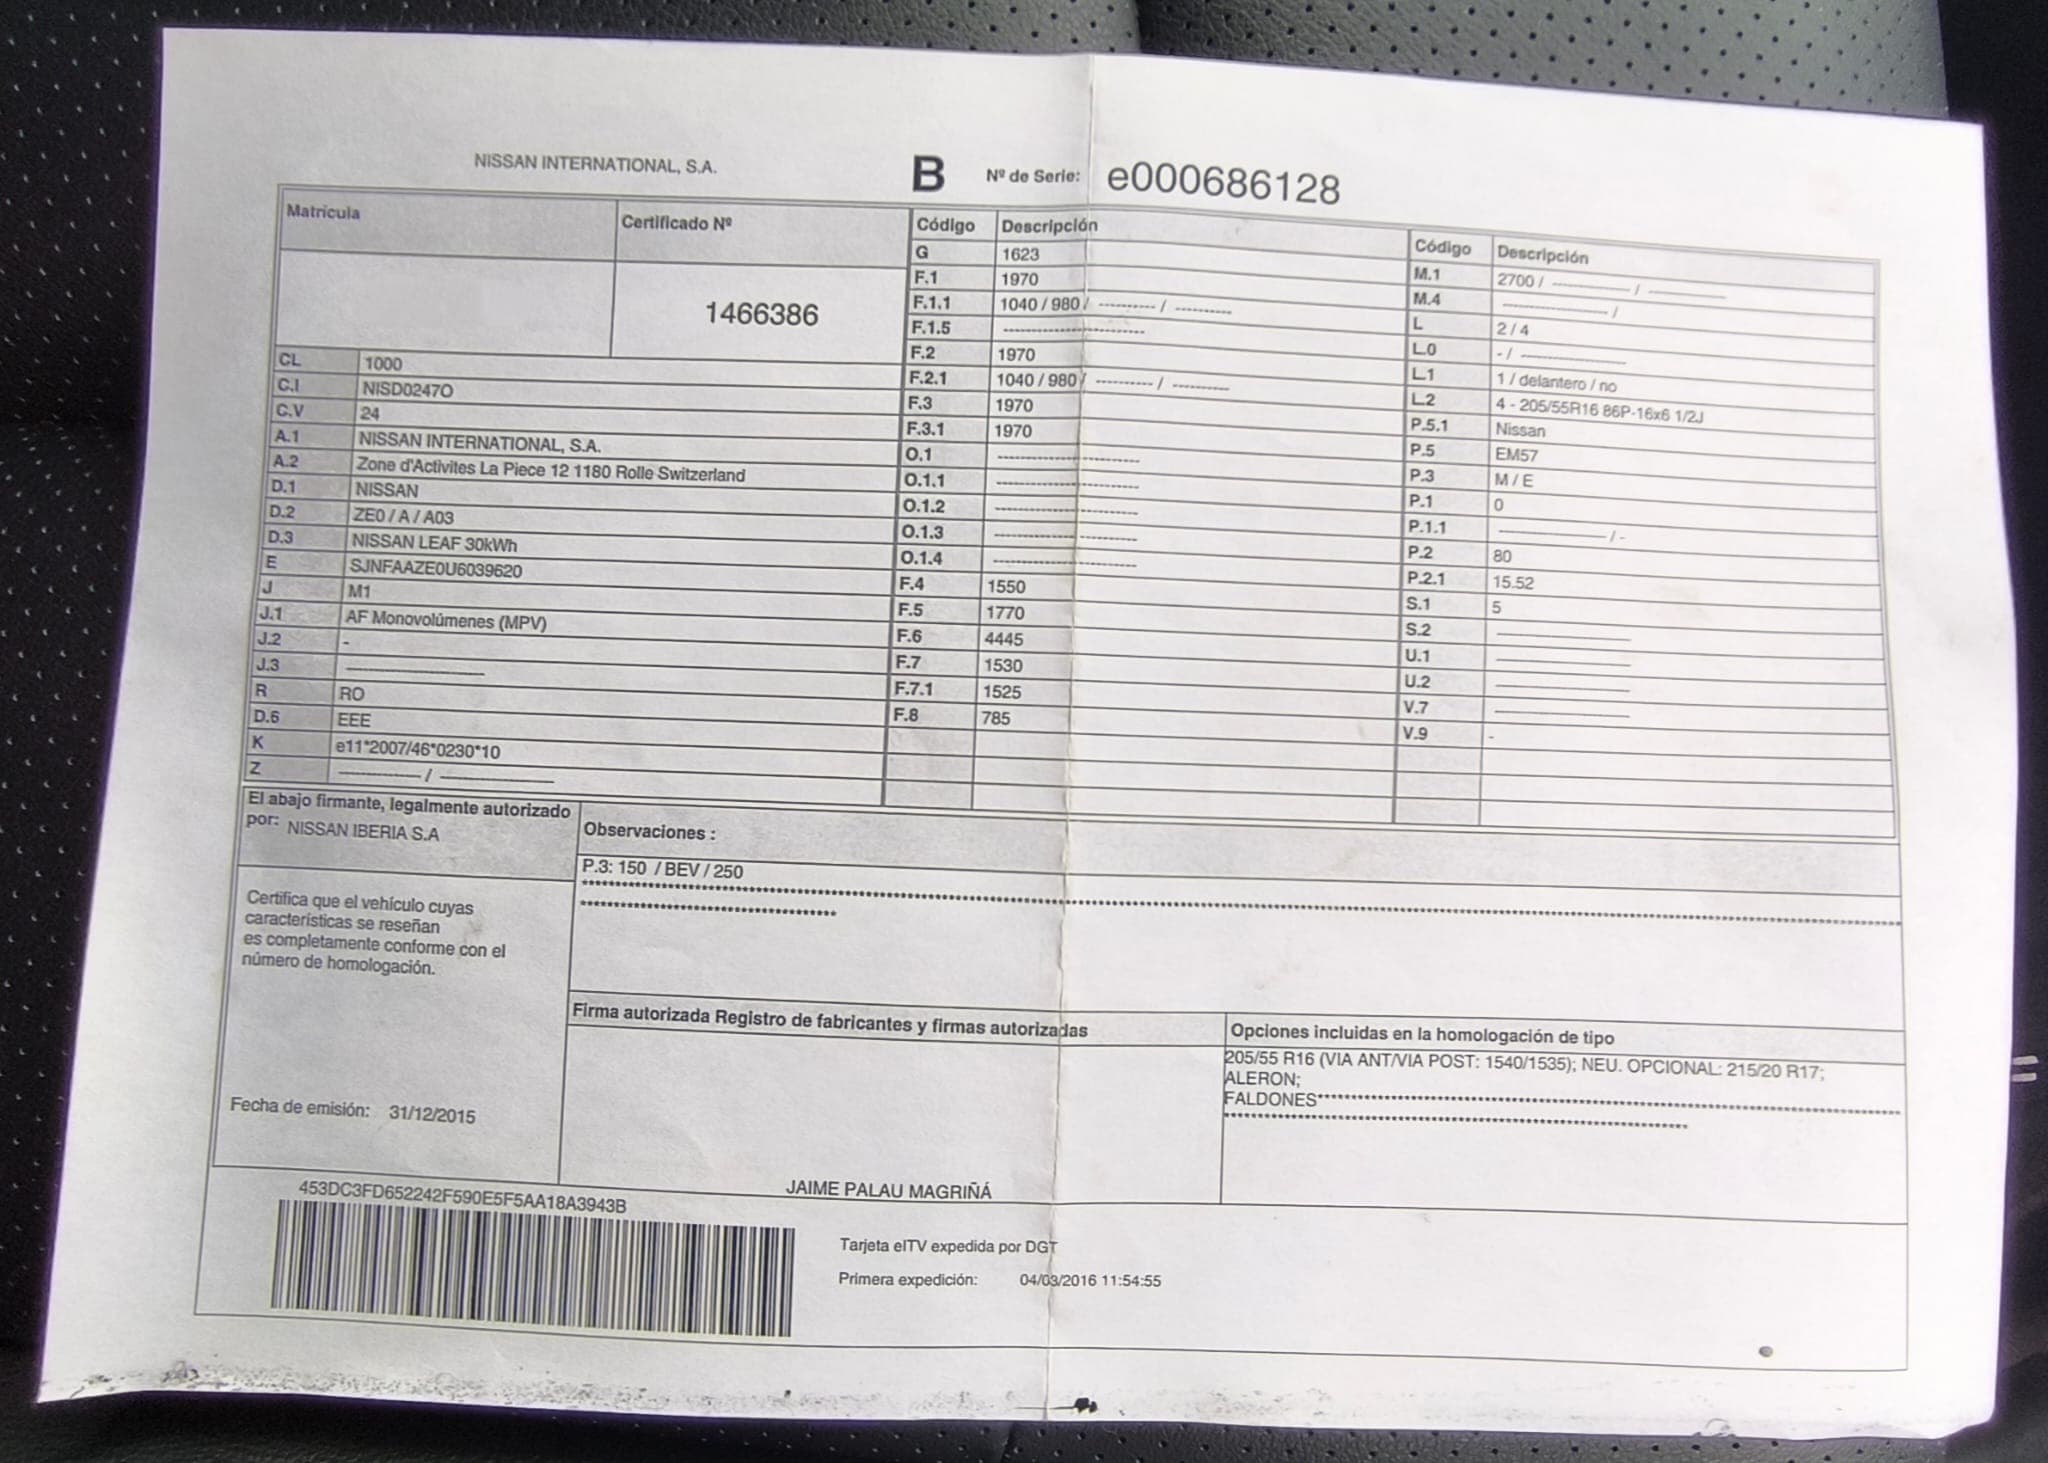 NISSAN INTERNATIONAL, S.A.
B Nº de Serie: e000686128
Matrícula
Certificado Nº
1466386
CL 1000
C.I NISD0247O
C.V 24
A.1 NISSAN INTERNATIONAL, S.A.
A.2 Zone d'Activites La Piece 12 1180 Rolle Switzerland
D.1 NISSAN
D.2 ZE0 / A / A03
D.3 NISSAN LEAF 30kWh
E SJNFAAZE0U6039620
J M1
J.1 AF Monovolúmenes (MPV)
J.2 -
J.3 --------------------
R RO
D.6 EEE
K e11*2007/46*0230*10
Z ------------ / ----------------
Código Descripción
G 1623
F.1 1970
F.1.1 1040 / 980 / ---------- / ----------
F.1.5 -------------------------
F.2 1970
F.2.1 1040 / 980 / ---------- / ----------
F.3 1970
F.3.1 1970
O.1 -------------------------
O.1.1 -------------------------
O.1.2 -------------------------
O.1.3 -------------------------
O.1.4 -------------------------
F.4 1550
F.5 1770
F.6 4445
F.7 1530
F.7.1 1525
F.8 785
Código Descripción
M.1 2700 / -------------- / --------------
M.4 -------------------- /
L 2 / 4
L.0 - / --------------------
L.1 1 / delantero / no
L.2 4 - 205/55R16 86P-16x6 1/2J
P.5.1 Nissan
P.5 EM57
P.3 M / E
P.1 0
P.1.1 -------------------- / -
P.2 80
P.2.1 15.52
S.1 5
S.2 -------------------------
U.1 -------------------------
U.2 -------------------------
V.7 -------------------------
V.9 -
El abajo firmante, legalmente autorizado
por: NISSAN IBERIA S.A
Certifica que el vehículo cuyas
características se reseñan
es completamente conforme con el
número de homologación.
Fecha de emisión: 31/12/2015
Observaciones :
P.3: 150 / BEV / 250
Firma autorizada Registro de fabricantes y firmas autorizadas
JAIME PALAU MAGRIÑÁ
Opciones incluidas en la homologación de tipo
205/55 R16 (VIA ANT/VIA POST: 1540/1535); NEU. OPCIONAL: 215/20 R17;
ALERON;
FALDONES
453DC3FD652242F590E5F5AA18A3943B
Tarjeta eITV expedida por DGT
Primera expedición: 04/03/2016 11:54:55